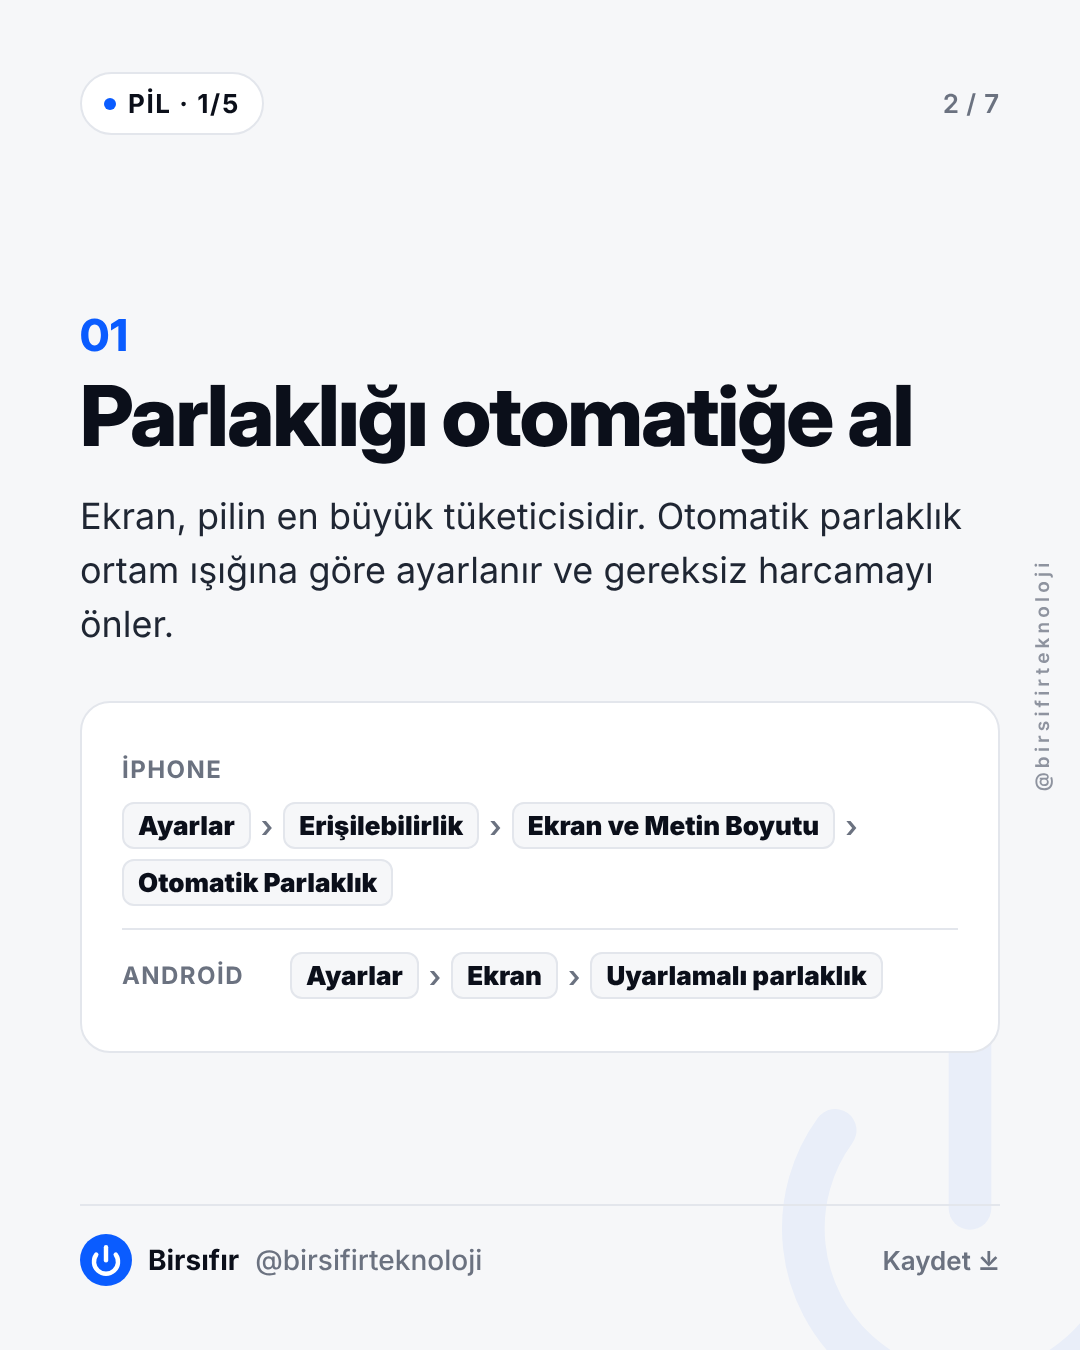 PİL · 1/5
2 / 7
01
Parlaklığı otomatiğe al
Ekran, pilin en büyük tüketicisidir. Otomatik parlaklık
ortam ışığına göre ayarlanır ve gereksiz harcamayı
önler.
@birsifirteknoloji
İPHONE
Ayarlar › Erişilebilirlik › Ekran ve Metin Boyutu ›
Otomatik Parlaklık
ANDROİD Ayarlar › Ekran › Uyarlamalı parlaklık
Birsıfır @birsifirteknoloji
Kaydet